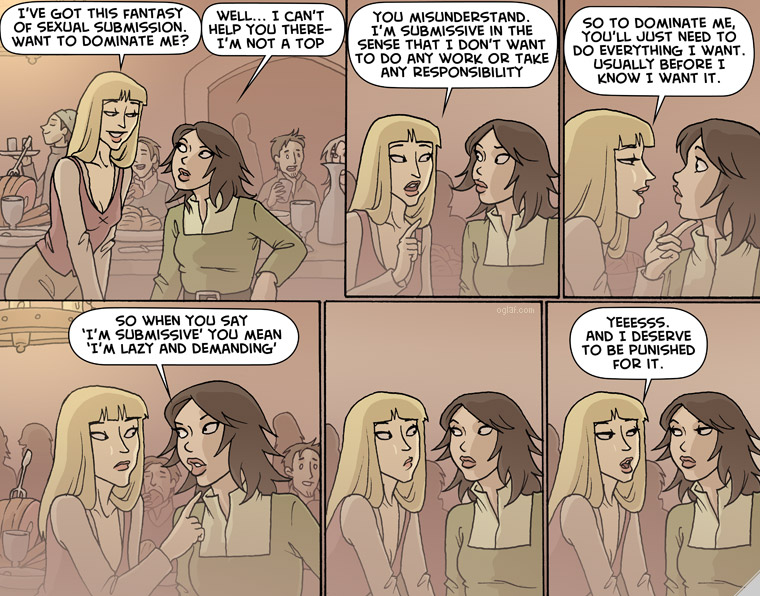 I'VE GOT THIS FANTASY
OF SEXUAL SUBMISSION.
WANT TO DOMINATE ME?
WELL... I CAN'T
HELP YOU THERE-
I'M NOT A TOP
YOU MISUNDERSTAND.
I'M SUBMISSIVE IN THE
SENSE THAT I DON'T WANT
TO DO ANY WORK OR TAKE
ANY RESPONSIBILITY
SO TO DOMINATE ME,
YOU'LL JUST NEED TO
DO EVERYTHING I WANT.
USUALLY BEFORE I
KNOW I WANT IT.
SO WHEN YOU SAY
'I'M SUBMISSIVE' YOU MEAN
'I'M LAZY AND DEMANDING'
oglaf.com
YEEESSS.
AND I DESERVE
TO BE PUNISHED
FOR IT.